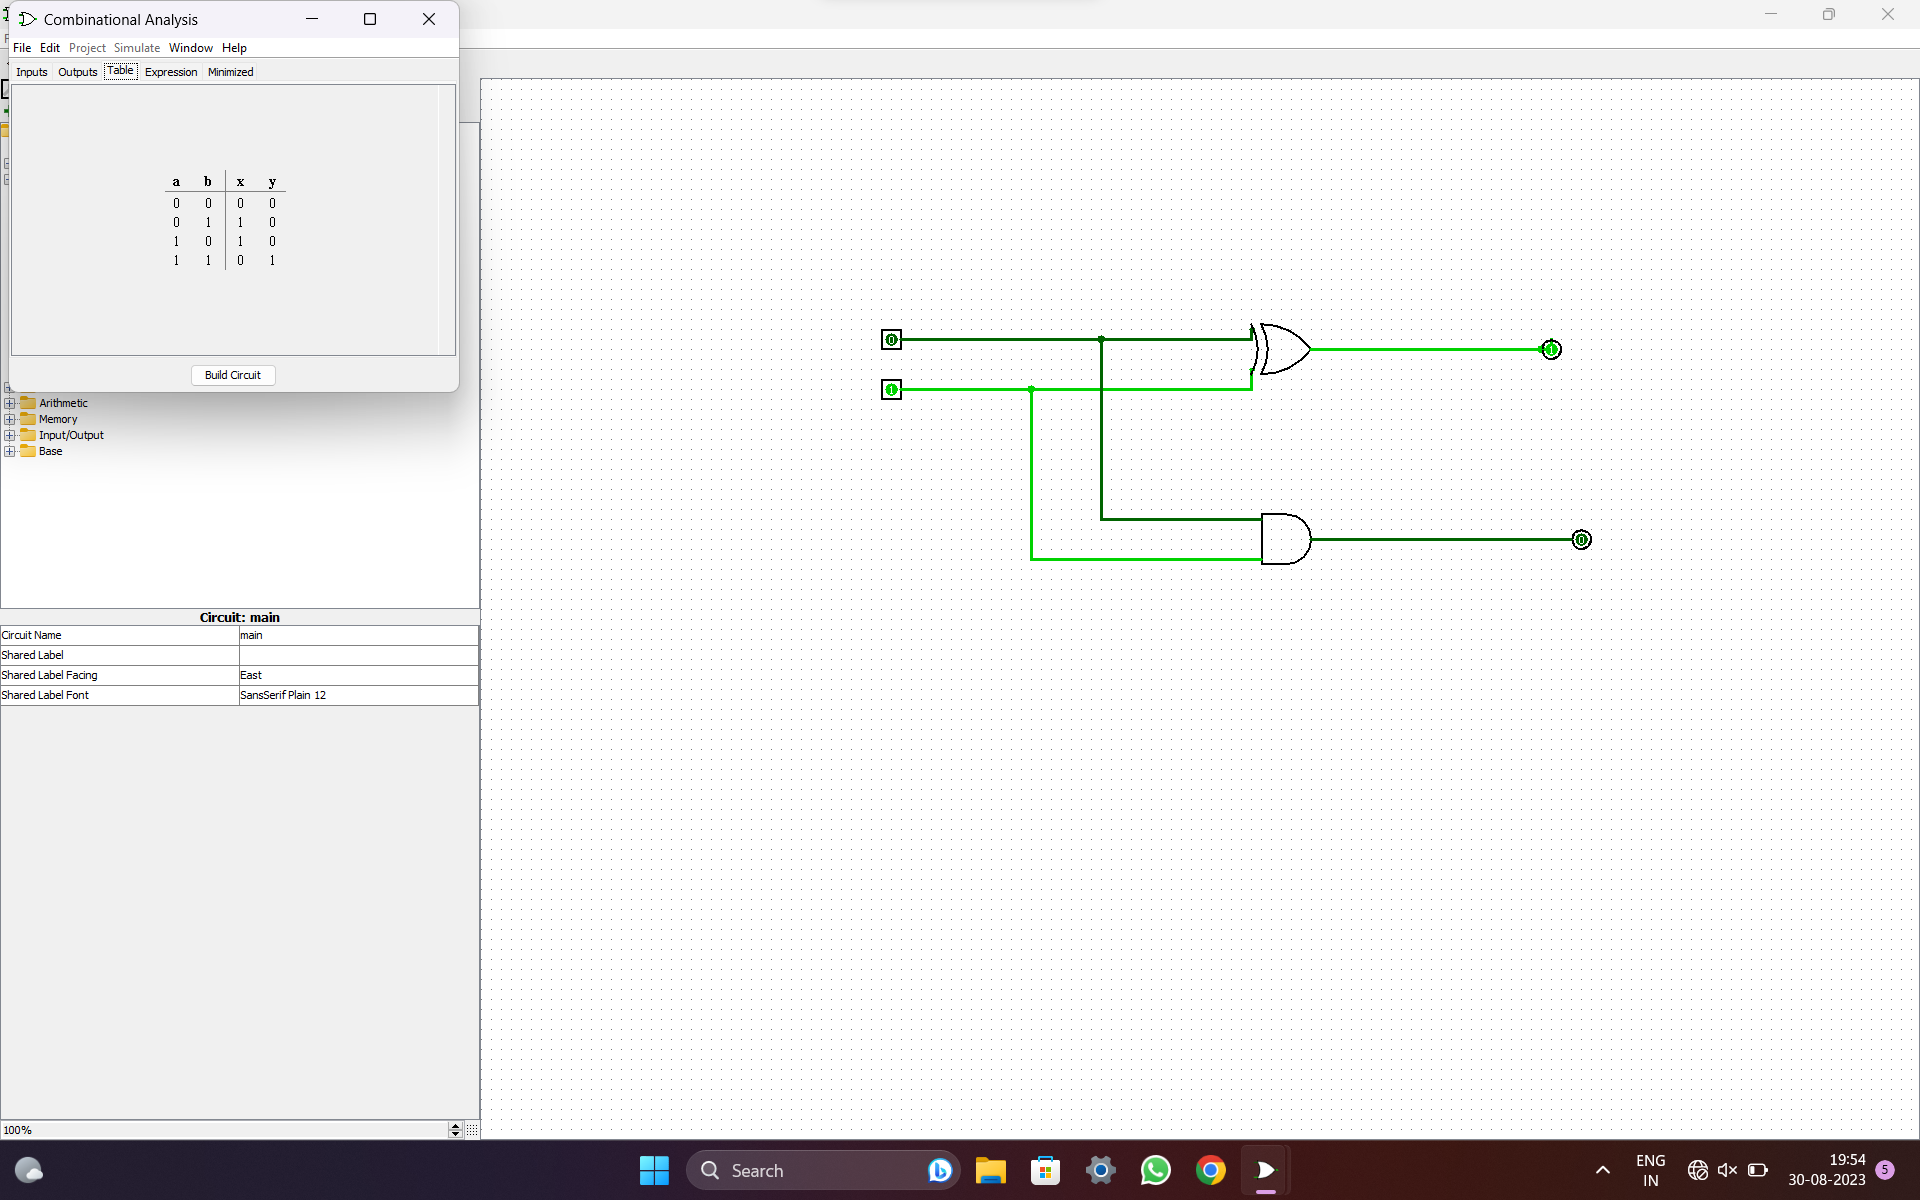 Combinational Analysis
File Edit Project Simulate Window Help
Inputs Outputs Table Expression Minimized
a b x y
0 0 0 0
0 1 1 0
1 0 1 0
1 1 0 1
Build Circuit
Arithmetic
Memory
Input/Output
Base
0
1
1
0
Circuit: main
Circuit Name main
Shared Label
Shared Label Facing East
Shared Label Font SansSerif Plain 12
100%
Search
ENG
IN
19:54
30-08-2023
5